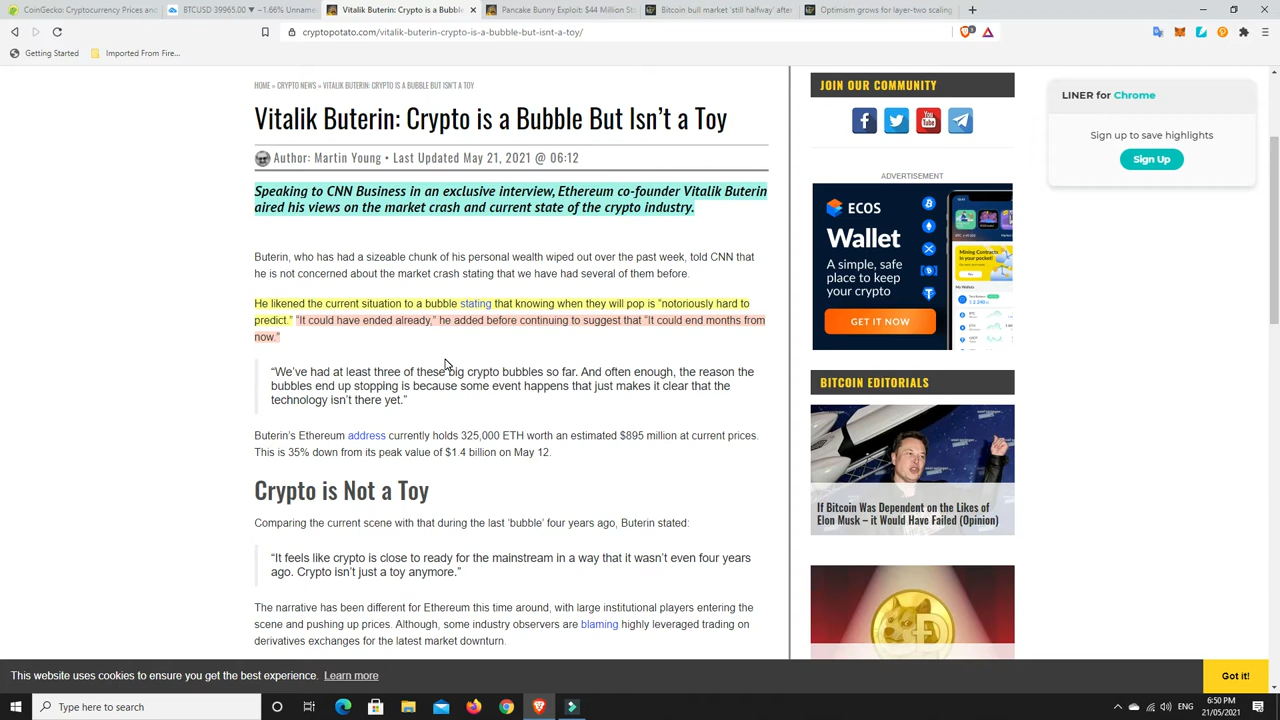 CoinGecko: Cryptocurrency Prices and
BTCUSD 39965.00 ▼ −1.66% Unname
Vitalik Buterin: Crypto is a Bubble B
Pancake Bunny Exploit: $44 Million St
Bitcoin bull market 'still halfway' after
Optimism grows for layer-two scaling
cryptopotato.com/vitalik-buterin-crypto-is-a-bubble-but-isnt-a-toy/
Getting Started
Imported From Fire...
HOME » CRYPTO NEWS » VITALIK BUTERIN: CRYPTO IS A BUBBLE BUT ISN'T A TOY
Vitalik Buterin: Crypto is a Bubble But Isn't a Toy
Author: Martin Young • Last Updated May 21, 2021 @ 06:12
Speaking to CNN Business in an exclusive interview, Ethereum co-founder Vitalik Buterin
aired his views on the market crash and current state of the crypto industry.
Buterin who has had a sizeable chunk of his personal wealth wiped out over the past week, told CNN that
he is not concerned about the market crash stating that we have had several of them before.
He likened the current situation to a bubble stating that knowing when they will pop is "notoriously hard to
predict." "It could have ended already," he added before continuing to suggest that "It could end months from
now."
"We've had at least three of these big crypto bubbles so far. And often enough, the reason the
bubbles end up stopping is because some event happens that just makes it clear that the
technology isn't there yet."
Buterin's Ethereum address currently holds 325,000 ETH worth an estimated $895 million at current prices.
This is 35% down from its peak value of $1.4 billion on May 12.
Crypto is Not a Toy
Comparing the current scene with that during the last 'bubble' four years ago, Buterin stated:
"It feels like crypto is close to ready for the mainstream in a way that it wasn't even four years
ago. Crypto isn't just a toy anymore."
The narrative has been different for Ethereum this time around, with large institutional players entering the
scene and pushing up prices. Although, some industry observers are blaming highly leveraged trading on
derivatives exchanges for the latest market downturn.
JOIN OUR COMMUNITY
You
Tube
ADVERTISEMENT
ECOS
Wallet
A simple, safe
place to keep
your crypto
GET IT NOW
BITCOIN EDITORIALS
If Bitcoin Was Dependent on the Likes of
Elon Musk – it Would Have Failed (Opinion)
LINER for Chrome
Sign up to save highlights
Sign Up
This website uses cookies to ensure you get the best experience. Learn more
Got it!
Type here to search
ENG
6:50 PM
21/05/2021